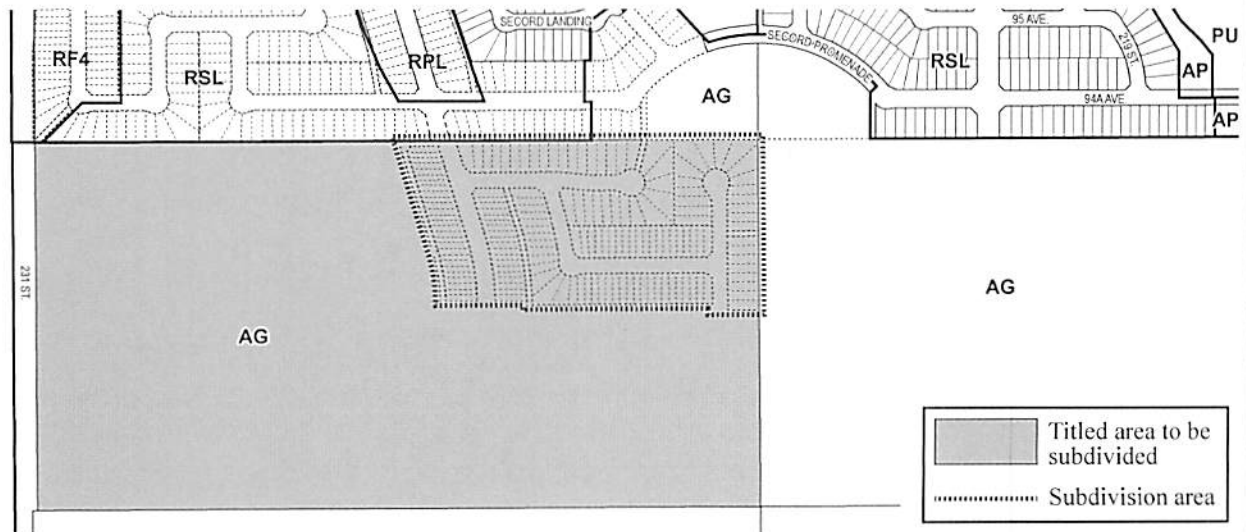 SECORD LANDING
95 AVE.
PU
RF4
RSL
RPL
SECORD PROMENADE
RSL
219 ST.
AP
AG
94A AVE
AP
231 ST.
AG
AG
Titled area to be
subdivided
Subdivision area